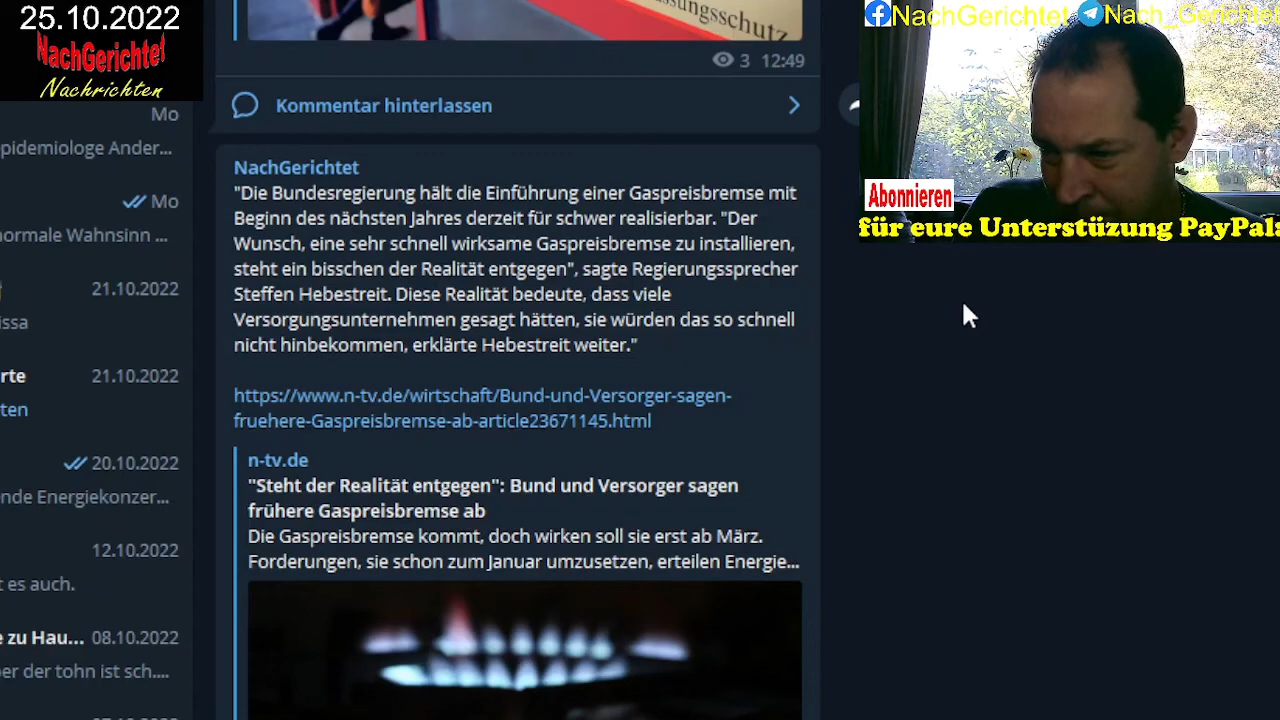 25.10.2022
NachGerichtet
Nachrichten
NachGerichtet Nach_Gerichtet
Abonnieren
für eure Unterstüzung PayPal:
Mo
pidemiologe Ander...
Mo
normale Wahnsinn ...
21.10.2022
issa
rte 21.10.2022
ten
20.10.2022
nde Energiekonzer...
12.10.2022
t es auch.
e zu Hau... 08.10.2022
er der tohn ist sch....
assungsschutz
3 12:49
Kommentar hinterlassen
NachGerichtet
"Die Bundesregierung hält die Einführung einer Gaspreisbremse mit
Beginn des nächsten Jahres derzeit für schwer realisierbar. "Der
Wunsch, eine sehr schnell wirksame Gaspreisbremse zu installieren,
steht ein bisschen der Realität entgegen", sagte Regierungssprecher
Steffen Hebestreit. Diese Realität bedeute, dass viele
Versorgungsunternehmen gesagt hätten, sie würden das so schnell
nicht hinbekommen, erklärte Hebestreit weiter."
https://www.n-tv.de/wirtschaft/Bund-und-Versorger-sagen-
fruehere-Gaspreisbremse-ab-article23671145.html
n-tv.de
"Steht der Realität entgegen": Bund und Versorger sagen
frühere Gaspreisbremse ab
Die Gaspreisbremse kommt, doch wirken soll sie erst ab März.
Forderungen, sie schon zum Januar umzusetzen, erteilen Energie...